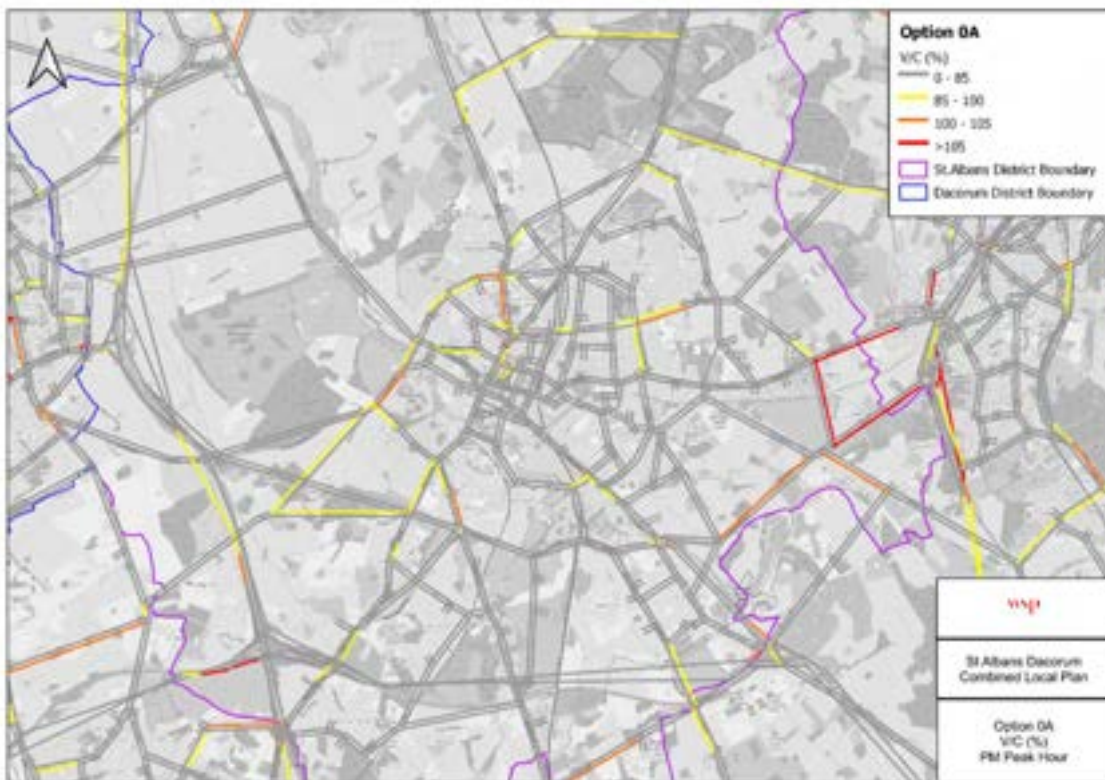 Option 0A
V/C (%)
0 - 85
85 - 100
100 - 105
>105
St.Albans District Boundary
Dacorum District Boundary
wsp
St Albans Dacorum
Combined Local Plan
Option 0A
V/C (%)
PM Peak Hour